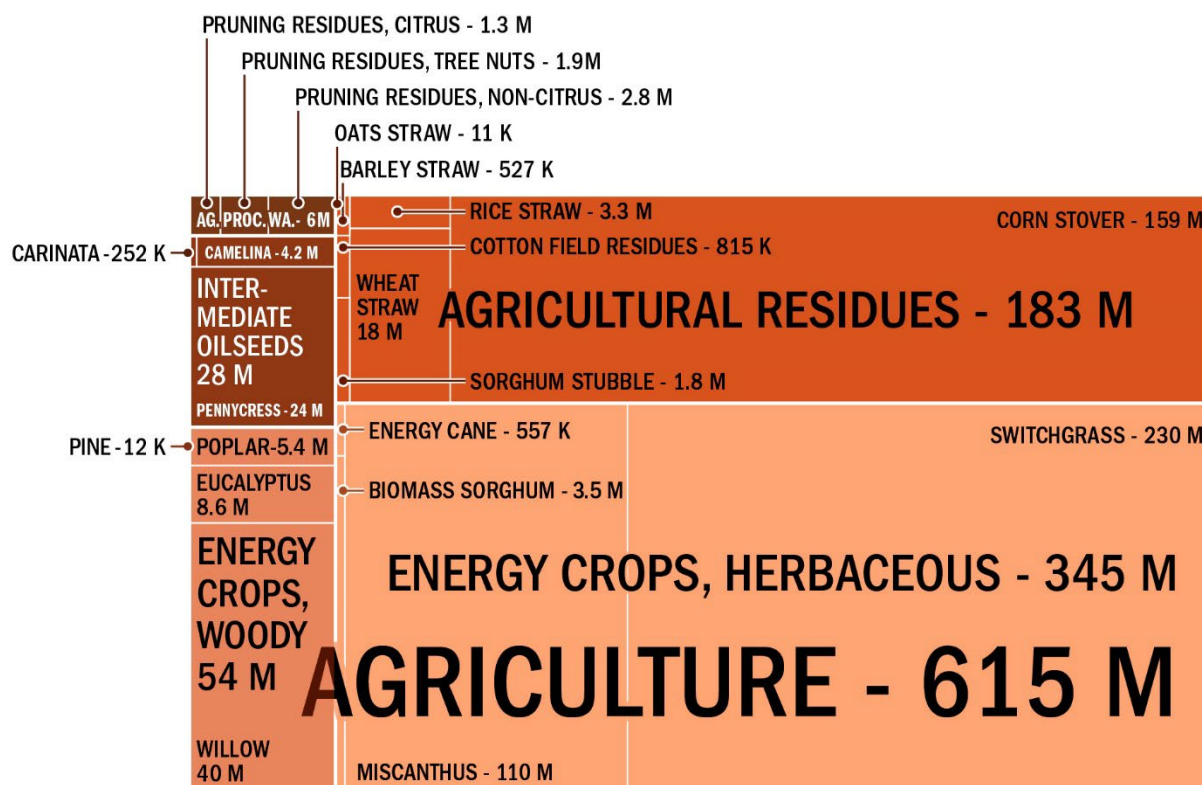 PRUNING RESIDUES, CITRUS - 1.3 M
PRUNING RESIDUES, TREE NUTS - 1.9M
PRUNING RESIDUES, NON-CITRUS - 2.8 M
OATS STRAW - 11 K
BARLEY STRAW - 527 K
AG. PROC. WA.- 6M
RICE STRAW - 3.3 M
CORN STOVER - 159 M
CARINATA -252 K
CAMELINA -4.2 M
COTTON FIELD RESIDUES - 815 K
INTER-
MEDIATE
OILSEEDS
28 M
WHEAT
STRAW
18 M
AGRICULTURAL RESIDUES - 183 M
SORGHUM STUBBLE - 1.8 M
PENNYCRESS -24 M
PINE -12 K
POPLAR-5.4 M
ENERGY CANE - 557 K
SWITCHGRASS - 230 M
EUCALYPTUS
8.6 M
BIOMASS SORGHUM - 3.5 M
ENERGY
CROPS,
WOODY
54 M
ENERGY CROPS, HERBACEOUS - 345 M
AGRICULTURE - 615 M
WILLOW
40 M
MISCANTHUS - 110 M